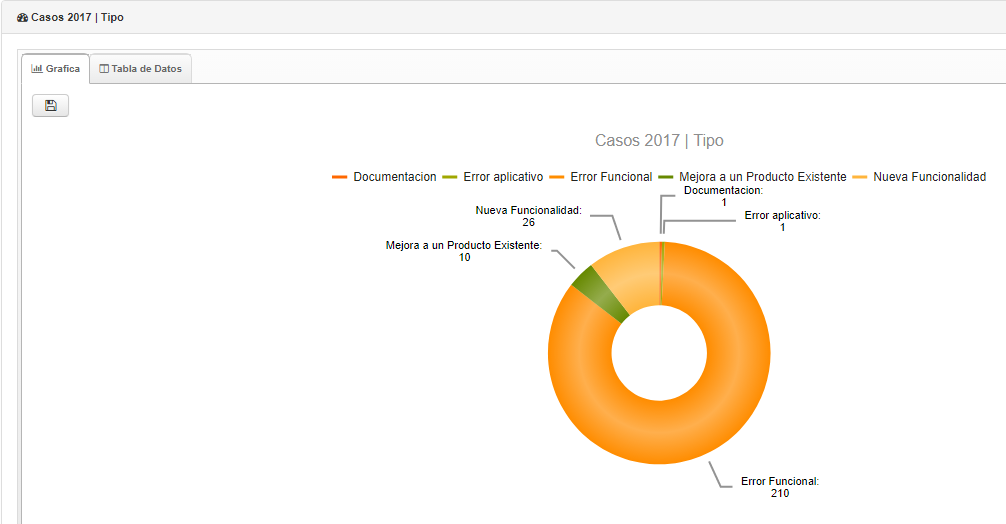 Casos 2017 | Tipo
Grafica
Tabla de Datos
Casos 2017 | Tipo
Documentacion
Error aplicativo
Error Funcional
Mejora a un Producto Existente
Nueva Funcionalidad
Documentacion:
1
Nueva Funcionalidad:
26
Error aplicativo:
1
Mejora a un Producto Existente:
10
Error Funcional:
210